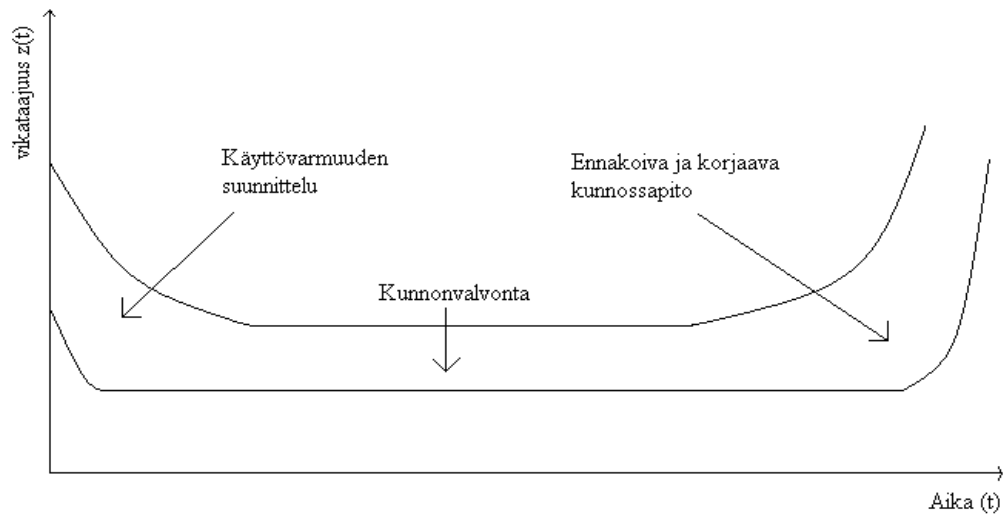 vikataajuus z(t)
Käyttövarmuuden
suunnittelu
Ennakoiva ja korjaava
kunnossapito
Kunnonvalvonta
Aika (t)